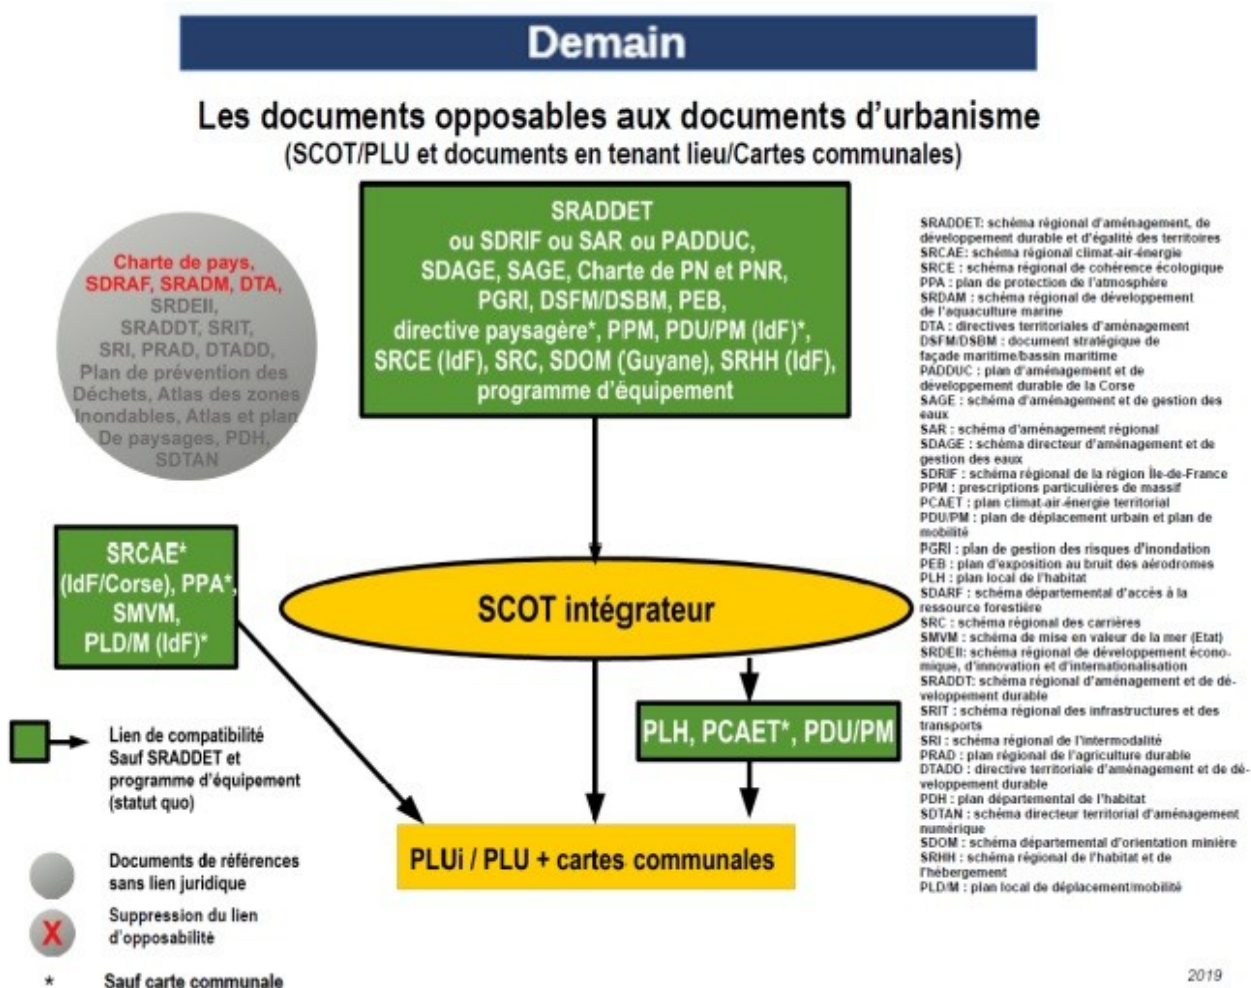 Demain
Les documents opposables aux documents d'urbanisme
(SCOT/PLU et documents en tenant lieu/Cartes communales)
SRADDET
ou SDRIF ou SAR ou PADDUC,
SDAGE, SAGE, Charte de PN et PNR,
PGRI, DSFM/DSBM, PEB,
directive paysagère*, PPM, PDU/PM (IdF)*,
SRCE (IdF), SRC, SDOM (Guyane), SRHH (IdF),
programme d'équipement
Charte de pays,
SDRAF, SRADM, DTA,
SRDEII,
SRADDT, SRIT,
SRI, PRAD, DTADD,
Plan de prévention des
Déchets, Atlas des zones
Inondables, Atlas et plan
De paysages, PDH,
SDTAN
SRCAE*
(IdF/Corse), PPA*,
SMVM,
PLD/M (IdF)*
SCOT intégrateur
PLH, PCAET*, PDU/PM
PLUi / PLU + cartes communales
Lien de compatibilité
Sauf SRADDET et
programme d'équipement
(statut quo)
Documents de références
sans lien juridique
X
Suppression du lien
d'opposabilité
* Sauf carte communale
SRADDET: schéma régional d'aménagement, de
développement durable et d'égalité des territoires
SRCAE: schéma régional climat-air-énergie
SRCE : schéma régional de cohérence écologique
PPA : plan de protection de l'atmosphère
SRDAM : schéma régional de développement
de l'aquaculture marine
DTA : directives territoriales d'aménagement
DSFM/DSBM : document stratégique de
façade maritime/bassin maritime
PADDUC : plan d'aménagement et de
développement durable de la Corse
SAGE : schéma d'aménagement et de gestion des
eaux
SAR : schéma d'aménagement régional
SDAGE : schéma directeur d'aménagement et de
gestion des eaux
SDRIF : schéma régional de la région Île-de-France
PPM : prescriptions particulières de massif
PCAET : plan climat-air-énergie territorial
PDU/PM : plan de déplacement urbain et plan de
mobilité
PGRI : plan de gestion des risques d'inondation
PEB : plan d'exposition au bruit des aérodromes
PLH : plan local de l'habitat
SDARF : schéma départemental d'accès à la
ressource forestière
SRC : schéma régional des carrières
SMVM : schéma de mise en valeur de la mer (Etat)
SRDEII: schéma régional de développement écono-
mique, d'innovation et d'internationalisation
SRADDT: schéma régional d'aménagement et de dé-
veloppement durable
SRIT : schéma régional des infrastructures et des
transports
SRI : schéma régional de l'intermodalité
PRAD : plan régional de l'agriculture durable
DTADD : directive territoriale d'aménagement et de dé-
veloppement durable
PDH : plan départemental de l'habitat
SDTAN : schéma directeur territorial d'aménagement
numérique
SDOM : schéma départemental d'orientation minière
SRHH : schéma régional de l'habitat et de
l'hébergement
PLD/M : plan local de déplacement/mobilité
2019